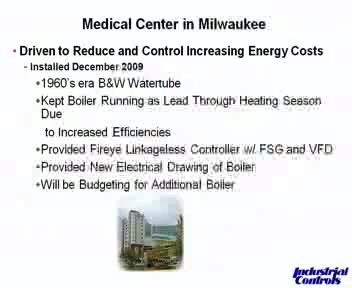 Medical Center in Milwaukee
• Driven to Reduce and Control Increasing Energy Costs
- Installed December 2009
•1960's era B&W Watertube
•Kept Boiler Running as Lead Through Heating Season
Due
to Increased Efficiencies
•Provided Fireye Linkageless Controller w/ FSG and VFD
•Provided New Electrical Drawing of Boiler
•Will be Budgeting for Additional Boiler
Industrial
Controls